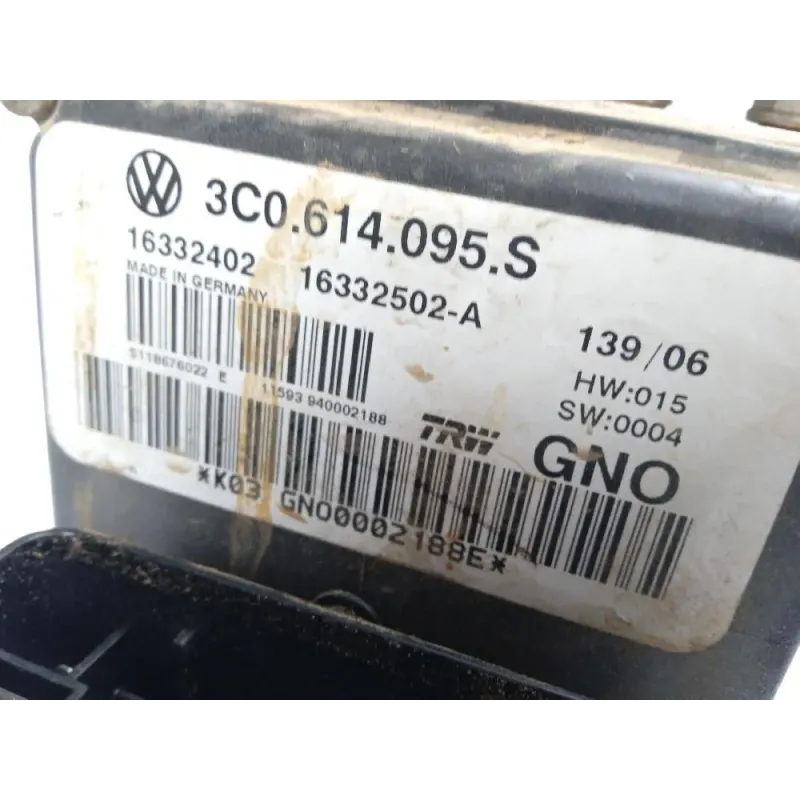 3C0.614.095.S
16332402 16332502-A
MADE IN GERMANY
139/06
HW:015
SW:0004
S118676022 E 11593 940002188
TRW
GNO
*K03 GNO00002188E*